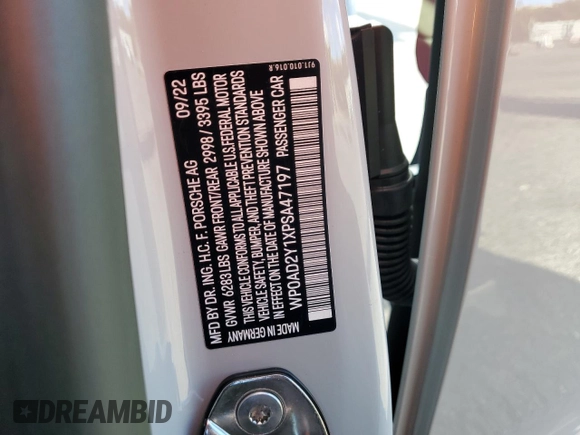 MFD BY DR. ING. H.C. F. PORSCHE AG 09/22
GVWR 6283 LBS GAWR FRONT/REAR 2998 / 3395 LBS
THIS VEHICLE CONFORMS TO ALL APPLICABLE U.S.FEDERAL MOTOR
VEHICLE SAFETY, BUMPER, AND THEFT PREVENTION STANDARDS
IN EFFECT ON THE DATE OF MANUFACTURE SHOWN ABOVE
WP0AD2Y1XPSA47197 PASSENGER CAR
MADE IN GERMANY
9J1.010.016.R
DREAMBID